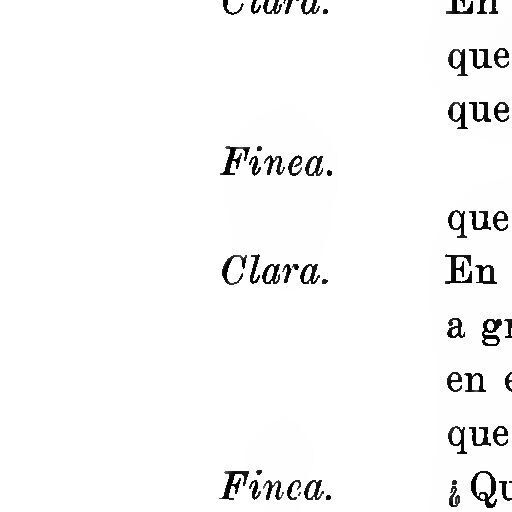 Clara. En
que
que
Finea.
que
Clara. En
a gr
en e
que
Finca. ¿Qu